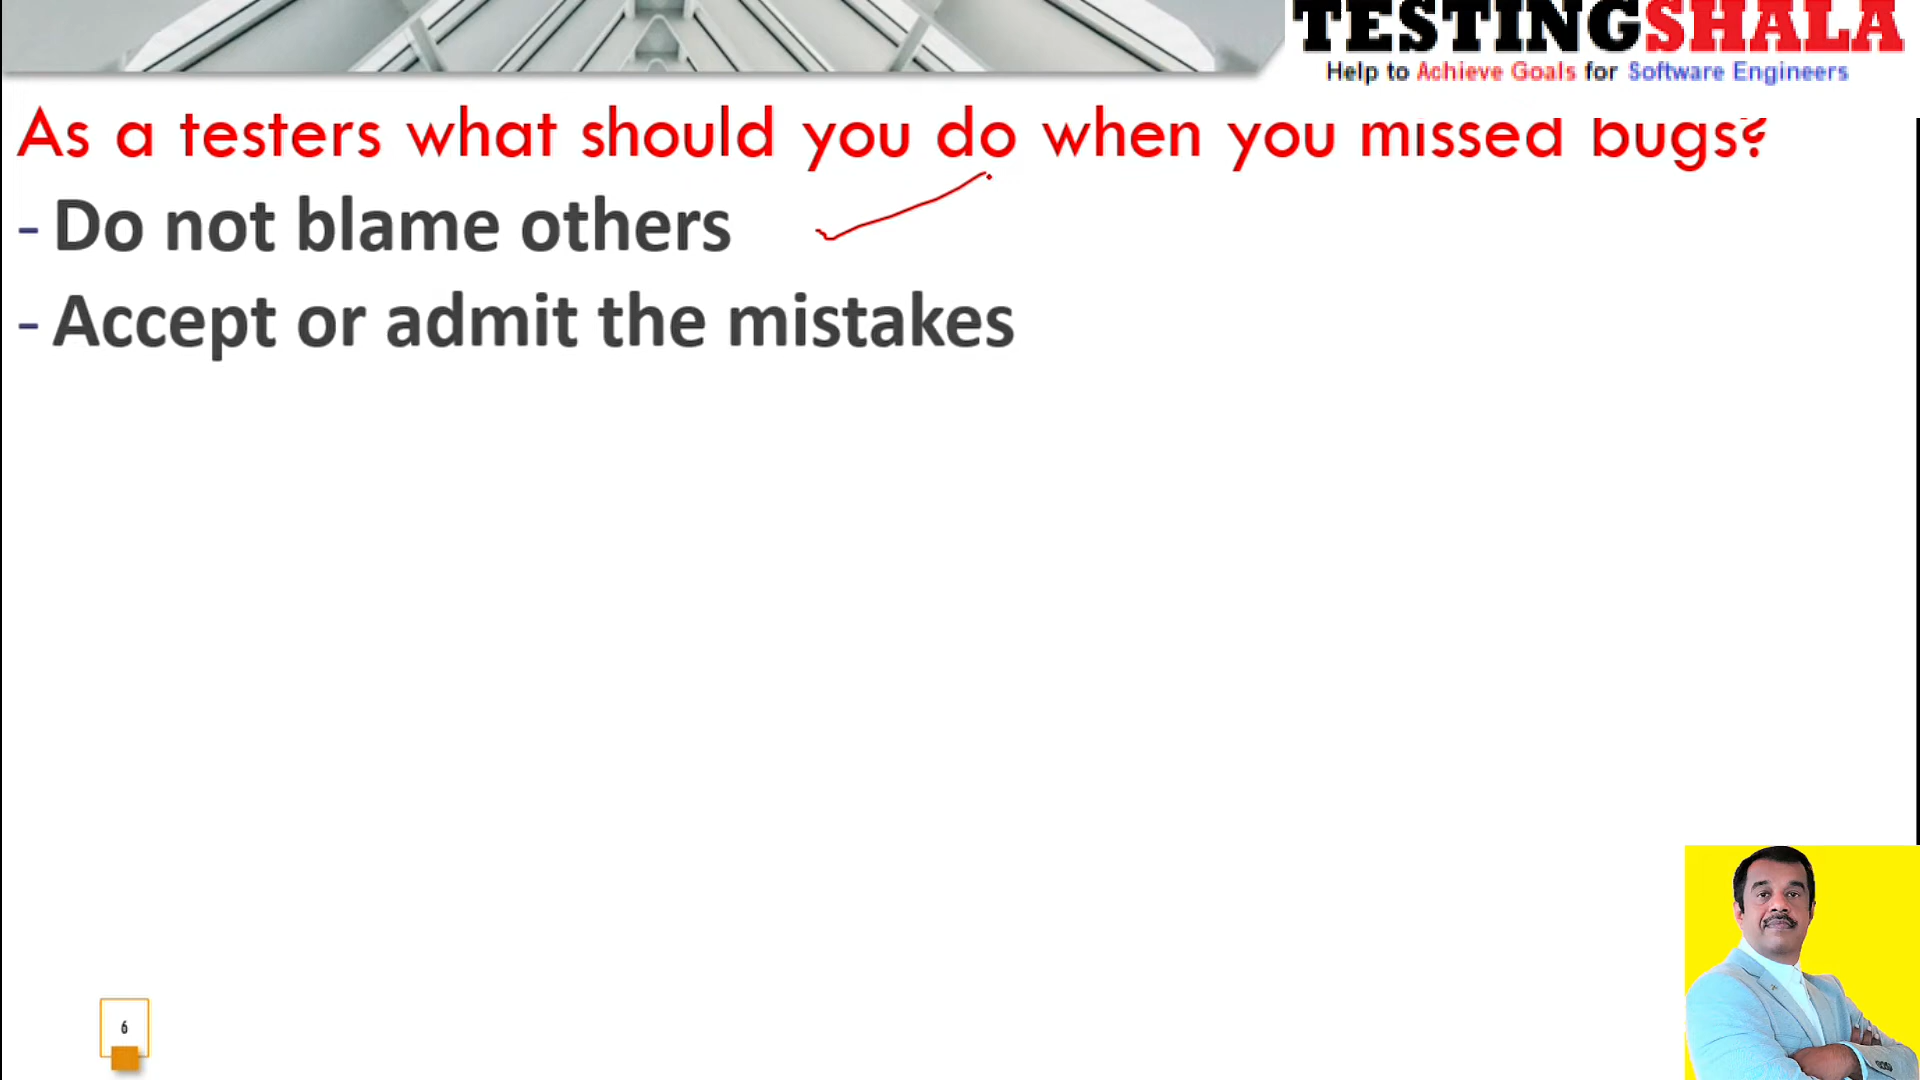 TESTINGSHALA
Help to Achieve Goals for Software Engineers
As a testers what should you do when you missed bugs?
- Do not blame others
- Accept or admit the mistakes
6